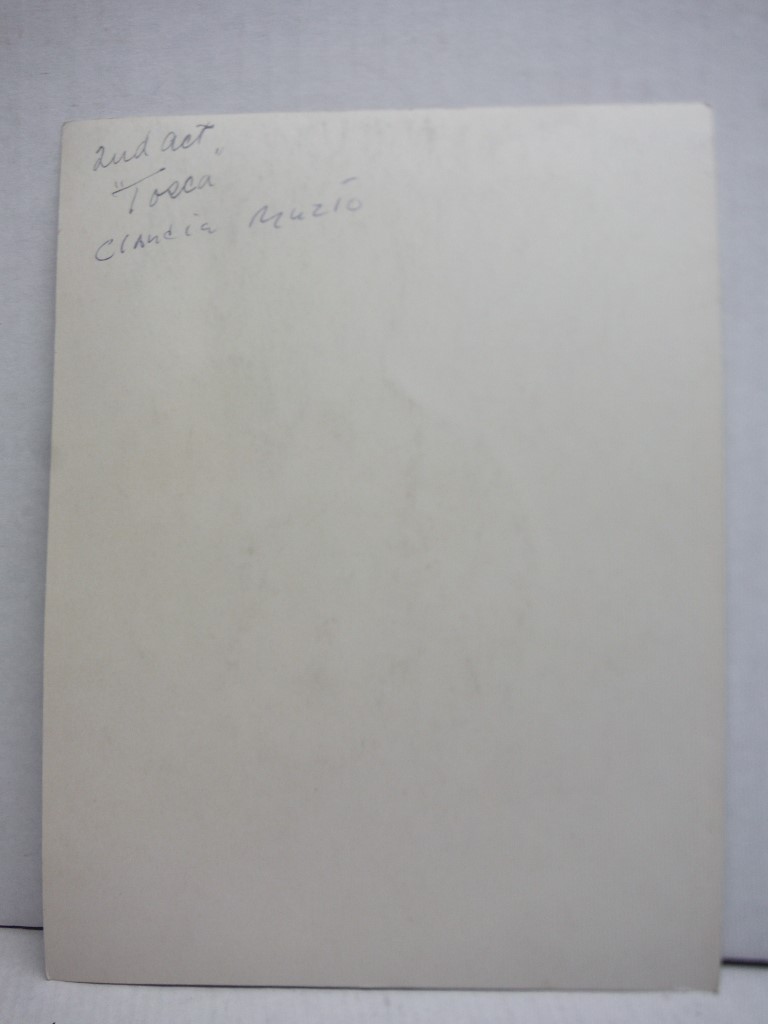 2nd act.
"Tosca"
Claudia Muzio